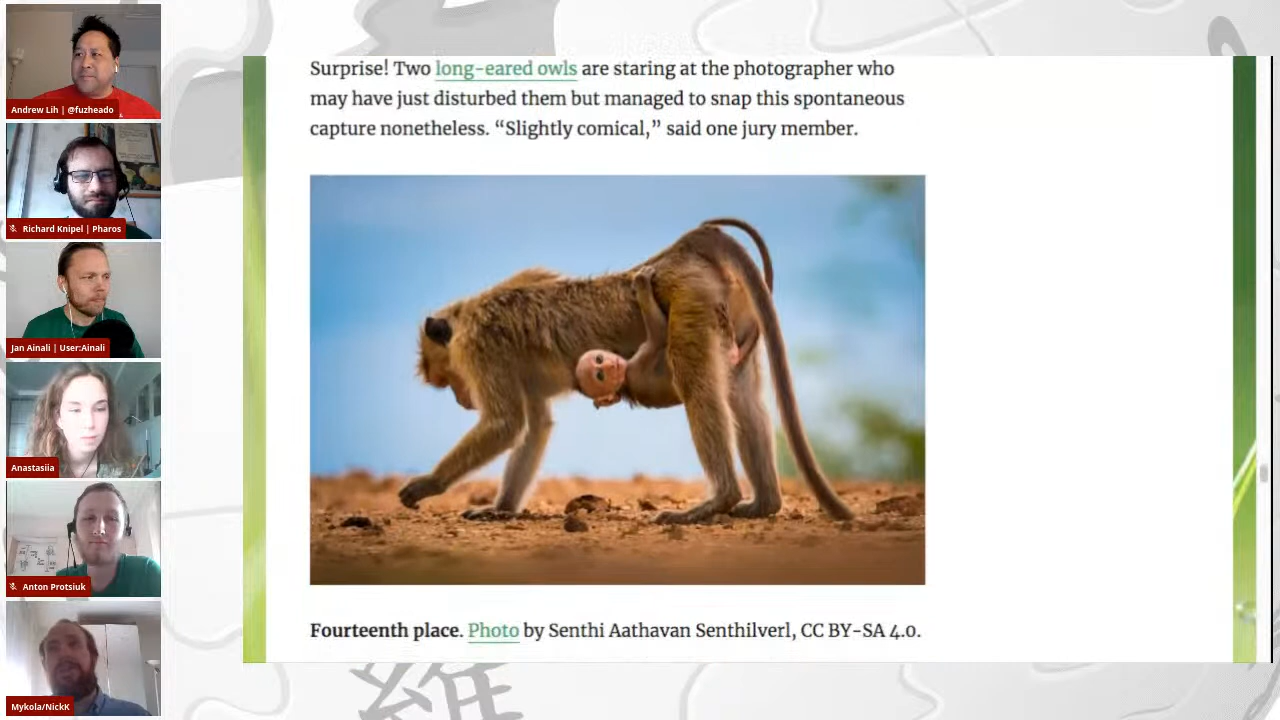 Andrew Lih | @fuzheado
Richard Knipel | Pharos
Jan Ainali | User:Ainali
Anastasiia
Anton Protsiuk
Mykola/NickK
Surprise! Two long-eared owls are staring at the photographer who
may have just disturbed them but managed to snap this spontaneous
capture nonetheless. “Slightly comical,” said one jury member.
Fourteenth place. Photo by Senthi Aathavan Senthilverl, CC BY-SA 4.0.